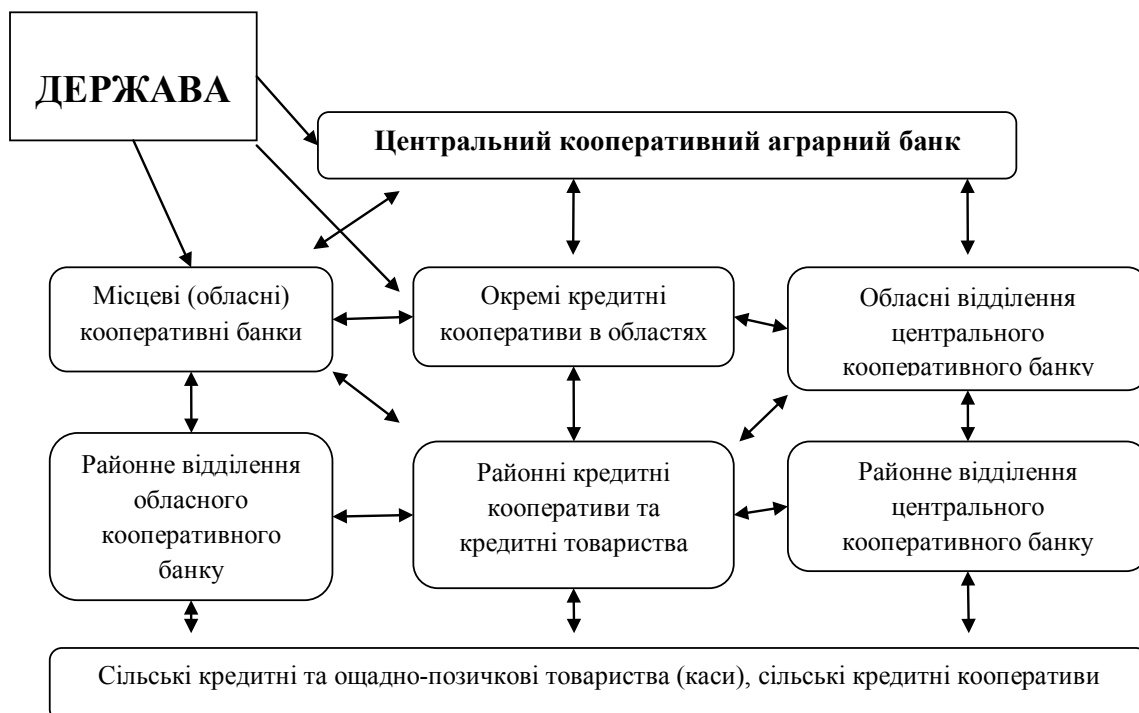 ДЕРЖАВА
Центральний кооперативний аграрний банк
Місцеві (обласні)
кооперативні банки
Окремі кредитні
кооперативи в областях
Обласні відділення
центрального
кооперативного банку
Районне відділення
обласного
кооперативного
банку
Районні кредитні
кооперативи та
кредитні товариства
Районне відділення
центрального
кооперативного банку
Сільські кредитні та ощадно-позичкові товариства (каси), сільські кредитні кооперативи